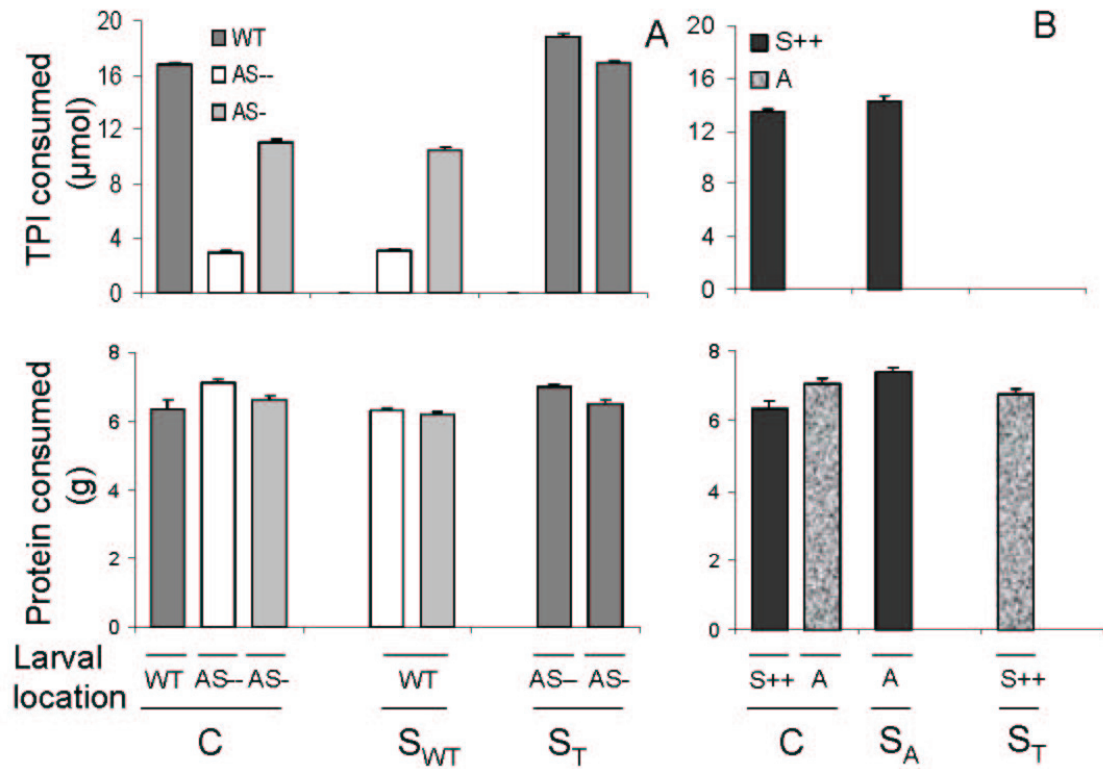 A
B
20
16
12
8
4
0
TPI consumed
(µmol)
WT
AS--
AS-
20
16
12
8
4
0
S++
A
8
6
4
2
0
Protein consumed
(g)
8
6
4
2
0
Larval
location
WT AS-- AS- WT AS-- AS- S++ A A S++
C SWT ST C SA ST